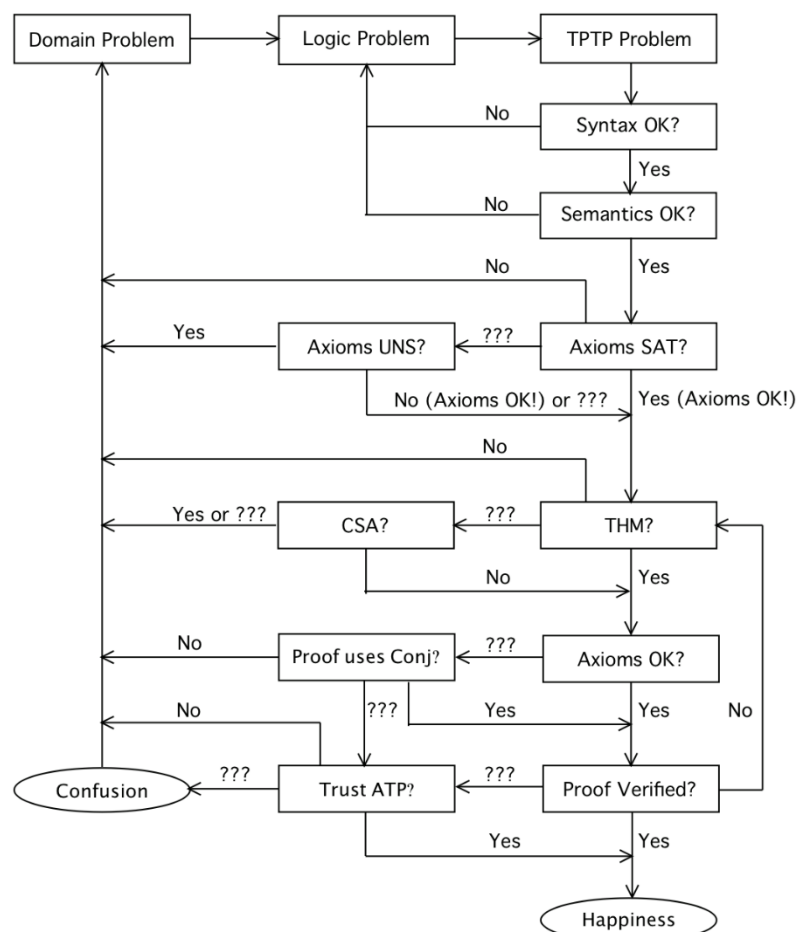 Domain Problem
Logic Problem
TPTP Problem
No
Syntax OK?
Yes
No
Semantics OK?
No
Yes
Yes
Axioms UNS?
???
Axioms SAT?
No (Axioms OK!) or ???
Yes (Axioms OK!)
No
Yes or ???
CSA?
???
THM?
No
Yes
No
Proof uses Conj?
???
Axioms OK?
No
???
Yes
Yes
No
Confusion
???
Trust ATP?
???
Proof Verified?
Yes
Yes
Happiness